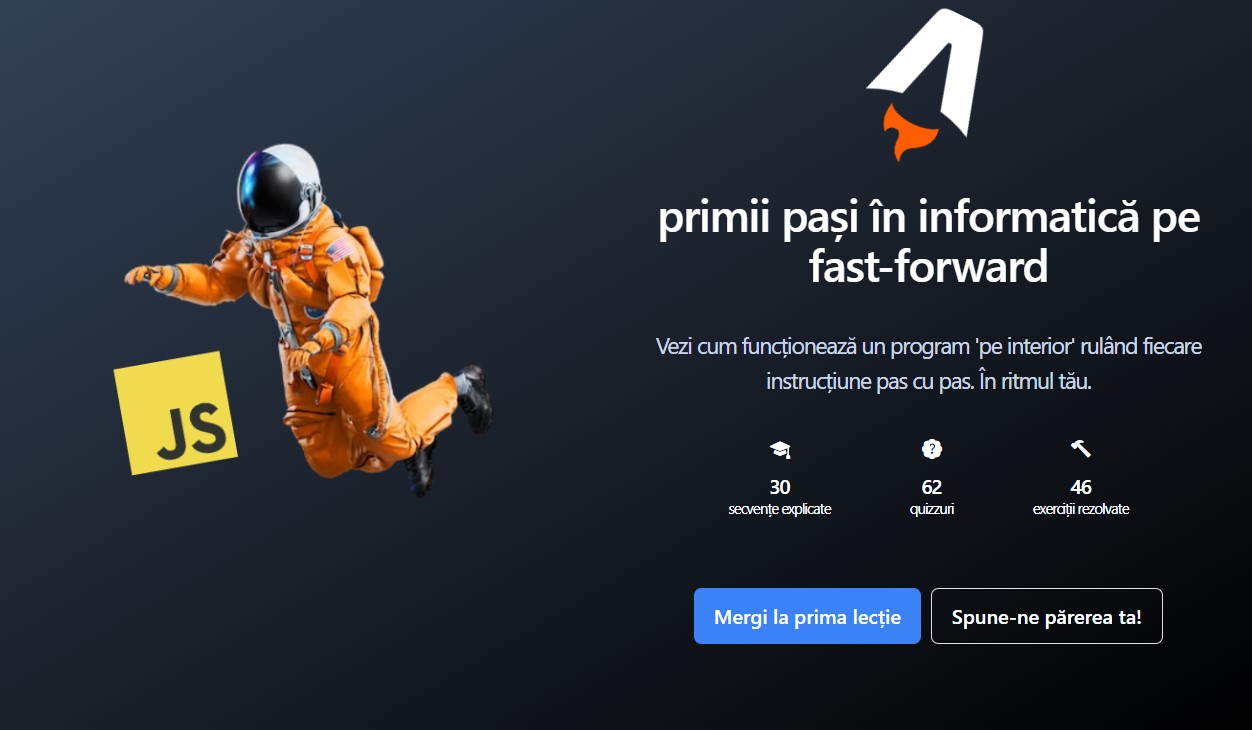 JS
primii pași în informatică pe
fast-forward
Vezi cum funcționează un program 'pe interior' rulând fiecare
instrucțiune pas cu pas. În ritmul tău.
30
secvențe explicate
?
62
quizzuri
46
exerciții rezolvate
Mergi la prima lecție
Spune-ne părerea ta!